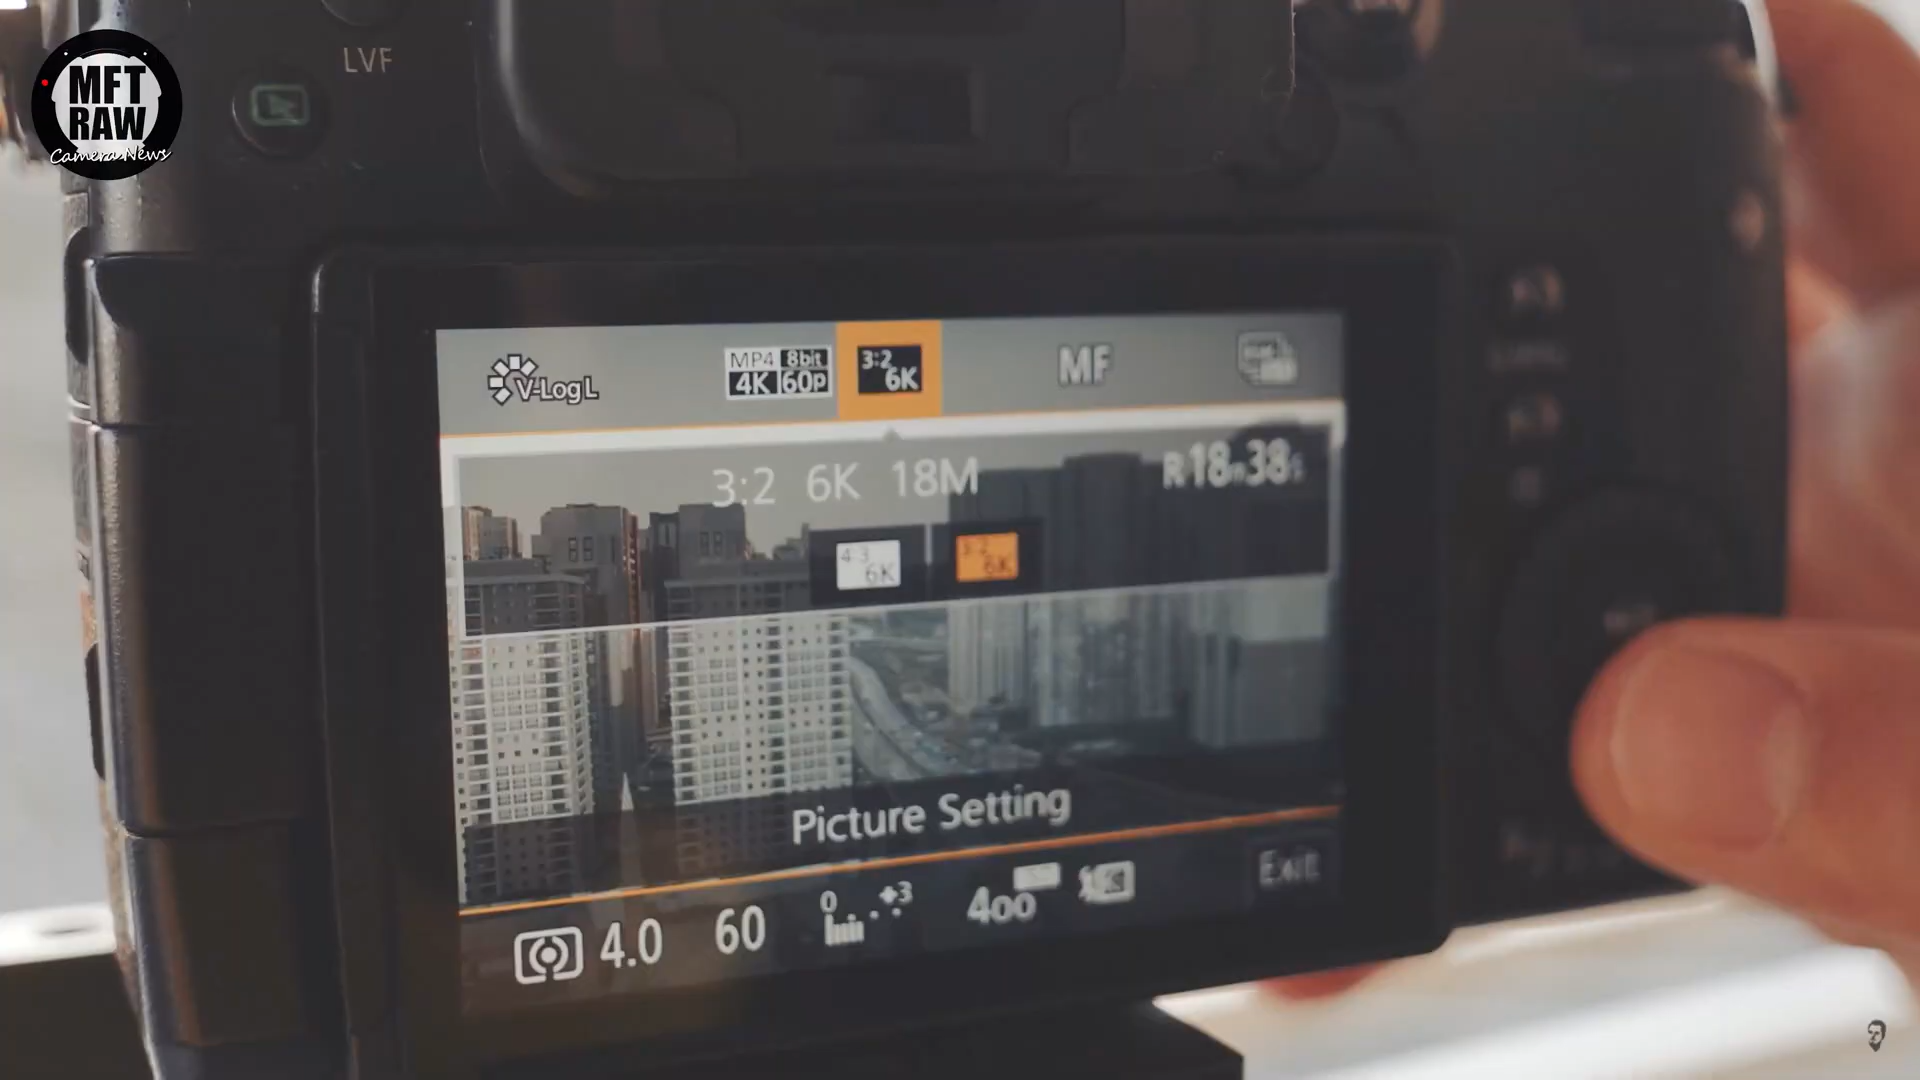 LVF
MFT
RAW
Camera News
V-LogL
MP4 8bit
4K 60p
3:2
6K
MF
3:2 6K 18M
R18m38s
4:3
6K
3:2
6K
Picture Setting
4.0
60
0
+3
400
Exit